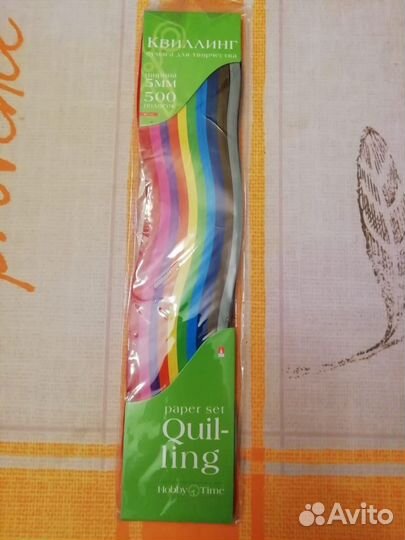 Квиллинг
бумага для творчества
ширина
5мм
500
полосок
paper set
Quil-
ling
Hobby Time
Avito